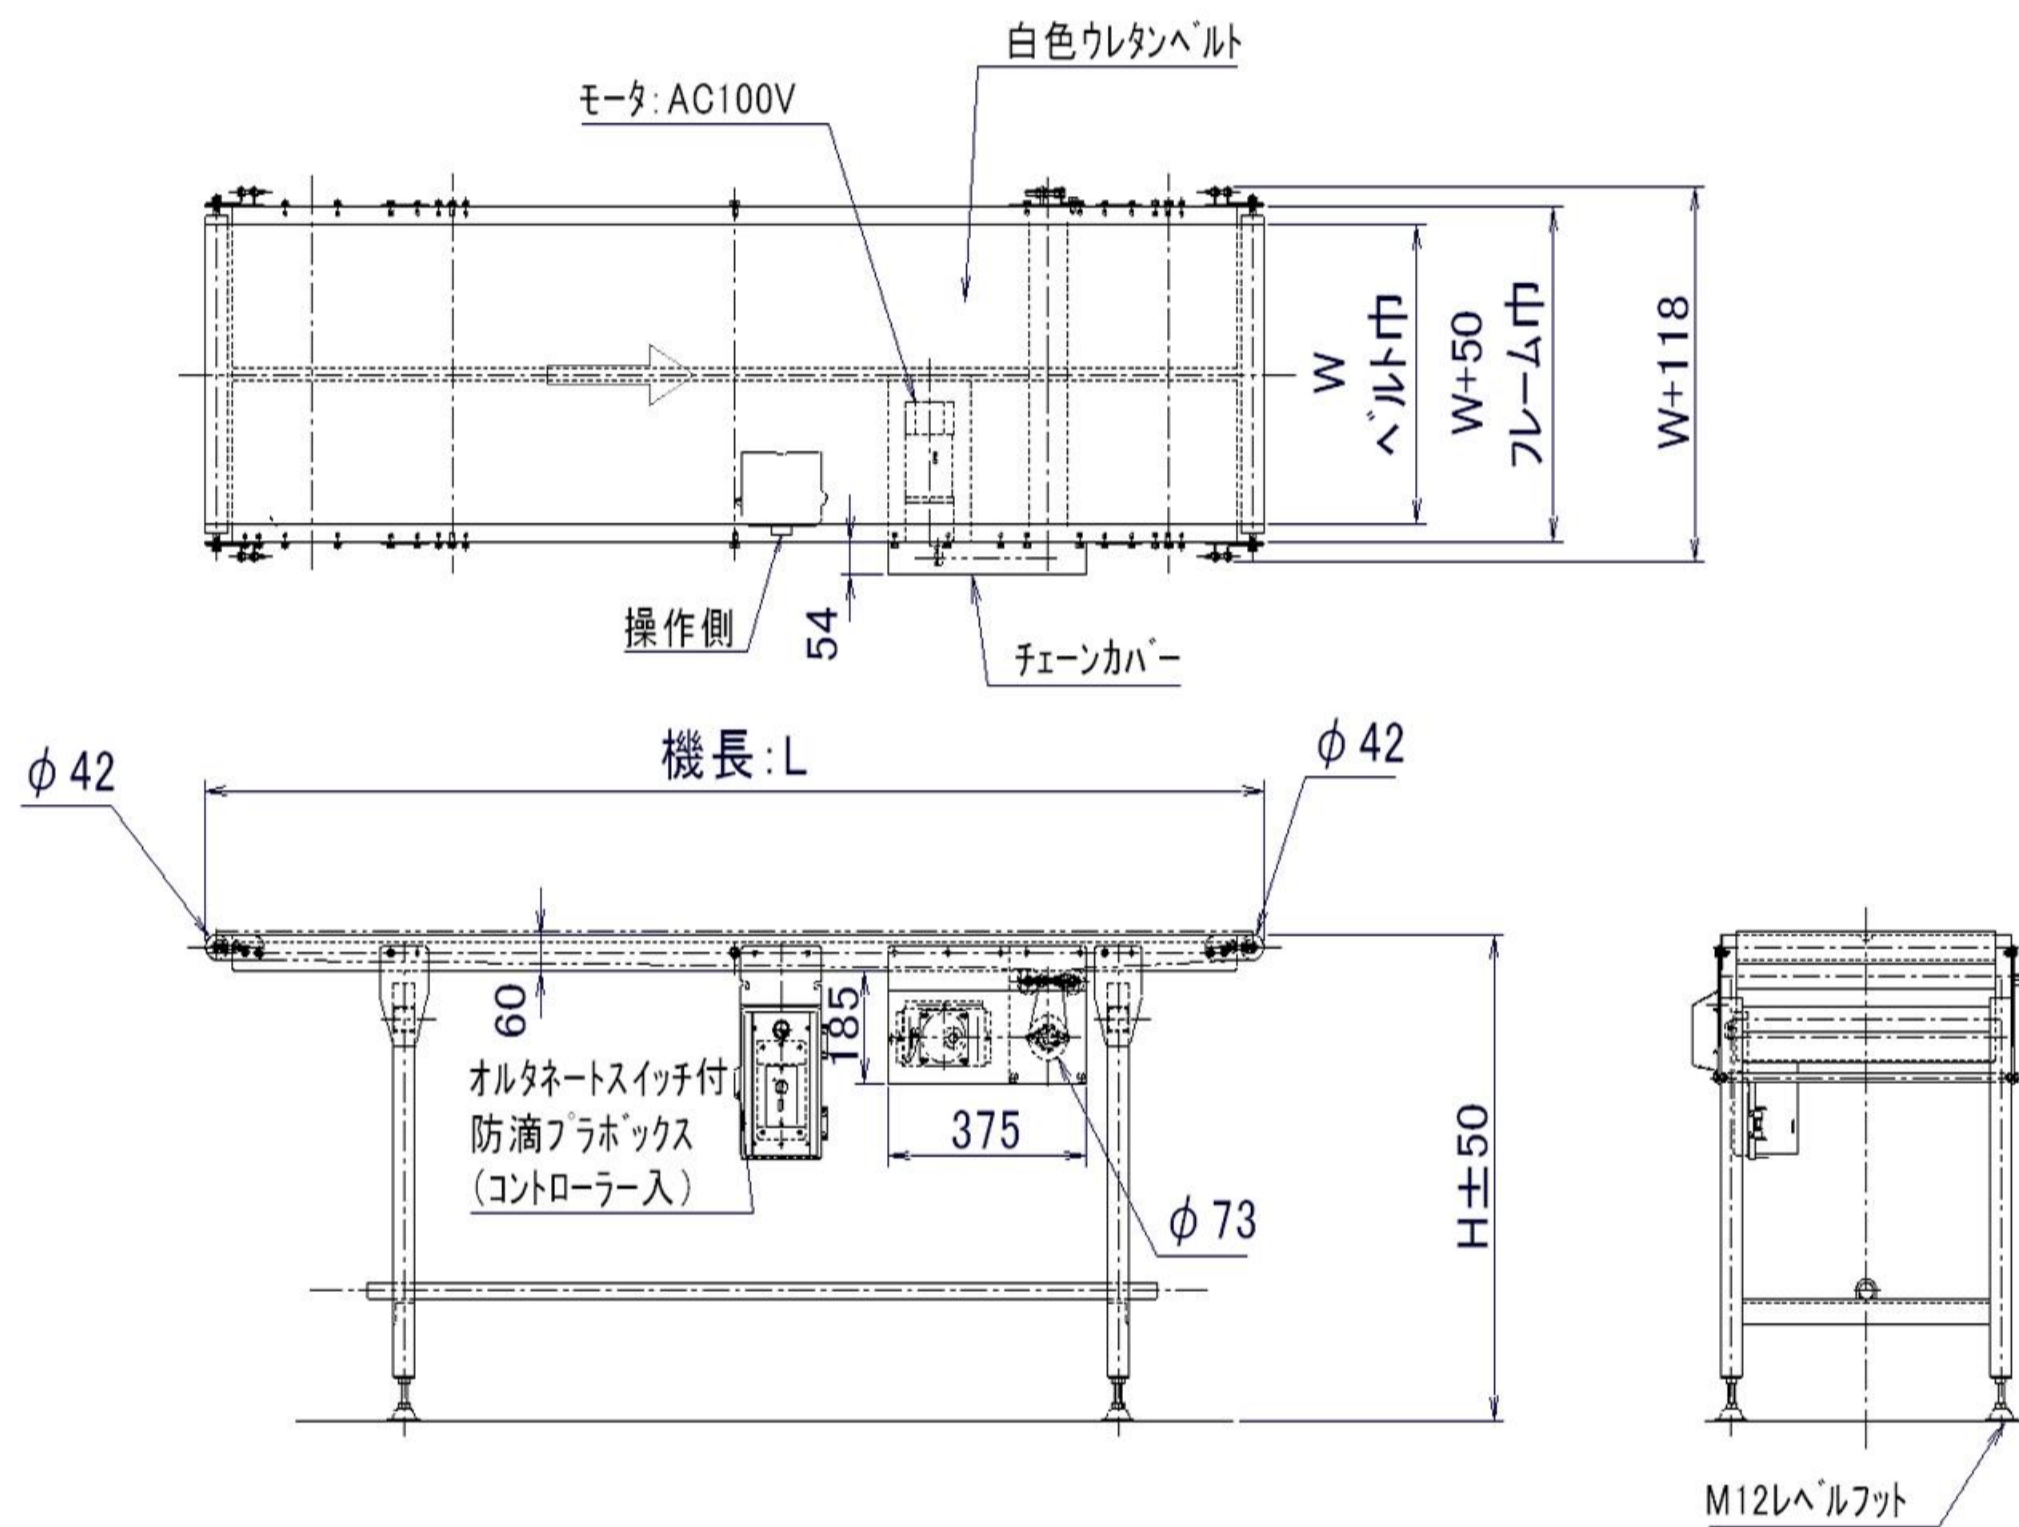 白色ウレタンベルト
モータ:AC100V
W
ベルト巾
W+50
フレーム巾
W+118
操作側
54
チェーンカバー
機長:L
φ42
φ42
60
185
オルタネートスイッチ付
防滴プラボックス
(コントローラー入)
375
φ73
H±50
M12レベルフット